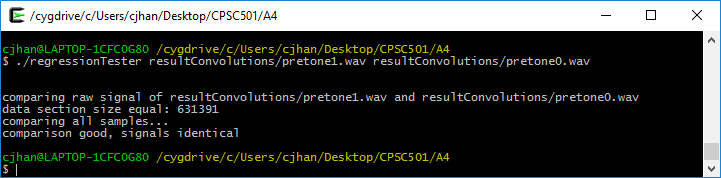 /cygdrive/c/Users/cjhan/Desktop/CPSC501/A4
cjhan@LAPTOP-1CFC0G80 /cygdrive/c/Users/cjhan/Desktop/CPSC501/A4
$ ./regressionTester resultConvolutions/pretone1.wav resultConvolutions/pretone0.wav
comparing raw signal of resultConvolutions/pretone1.wav and resultConvolutions/pretone0.wav
data section size equal: 631391
comparing all samples...
comparison good, signals identical
cjhan@LAPTOP-1CFC0G80 /cygdrive/c/Users/cjhan/Desktop/CPSC501/A4
$